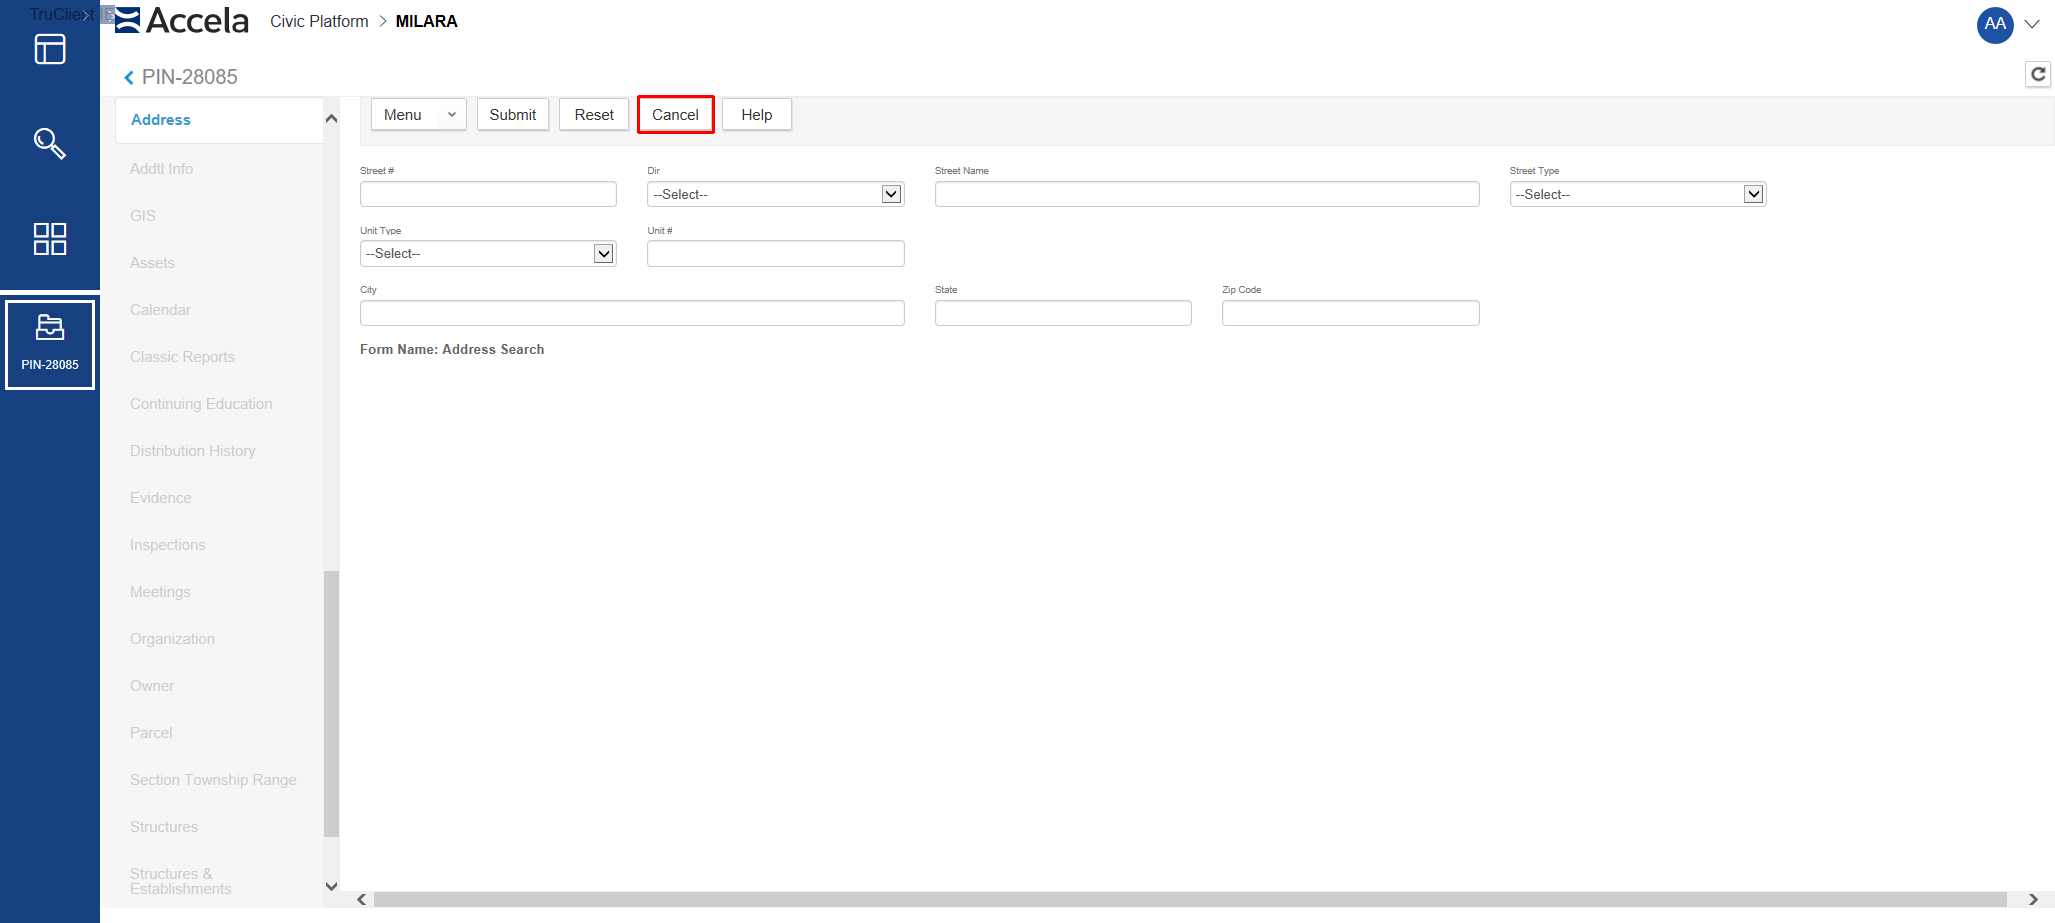 TruClient
Accela Civic Platform > MILARA
AA
PIN-28085
PIN-28085
Address
Addtl Info
GIS
Assets
Calendar
Classic Reports
Continuing Education
Distribution History
Evidence
Inspections
Meetings
Organization
Owner
Parcel
Section Township Range
Structures
Structures &
Establishments
Menu Submit Reset Cancel Help
Street # Dir Street Name Street Type
--Select-- --Select--
Unit Type Unit #
--Select--
City State Zip Code
Form Name: Address Search